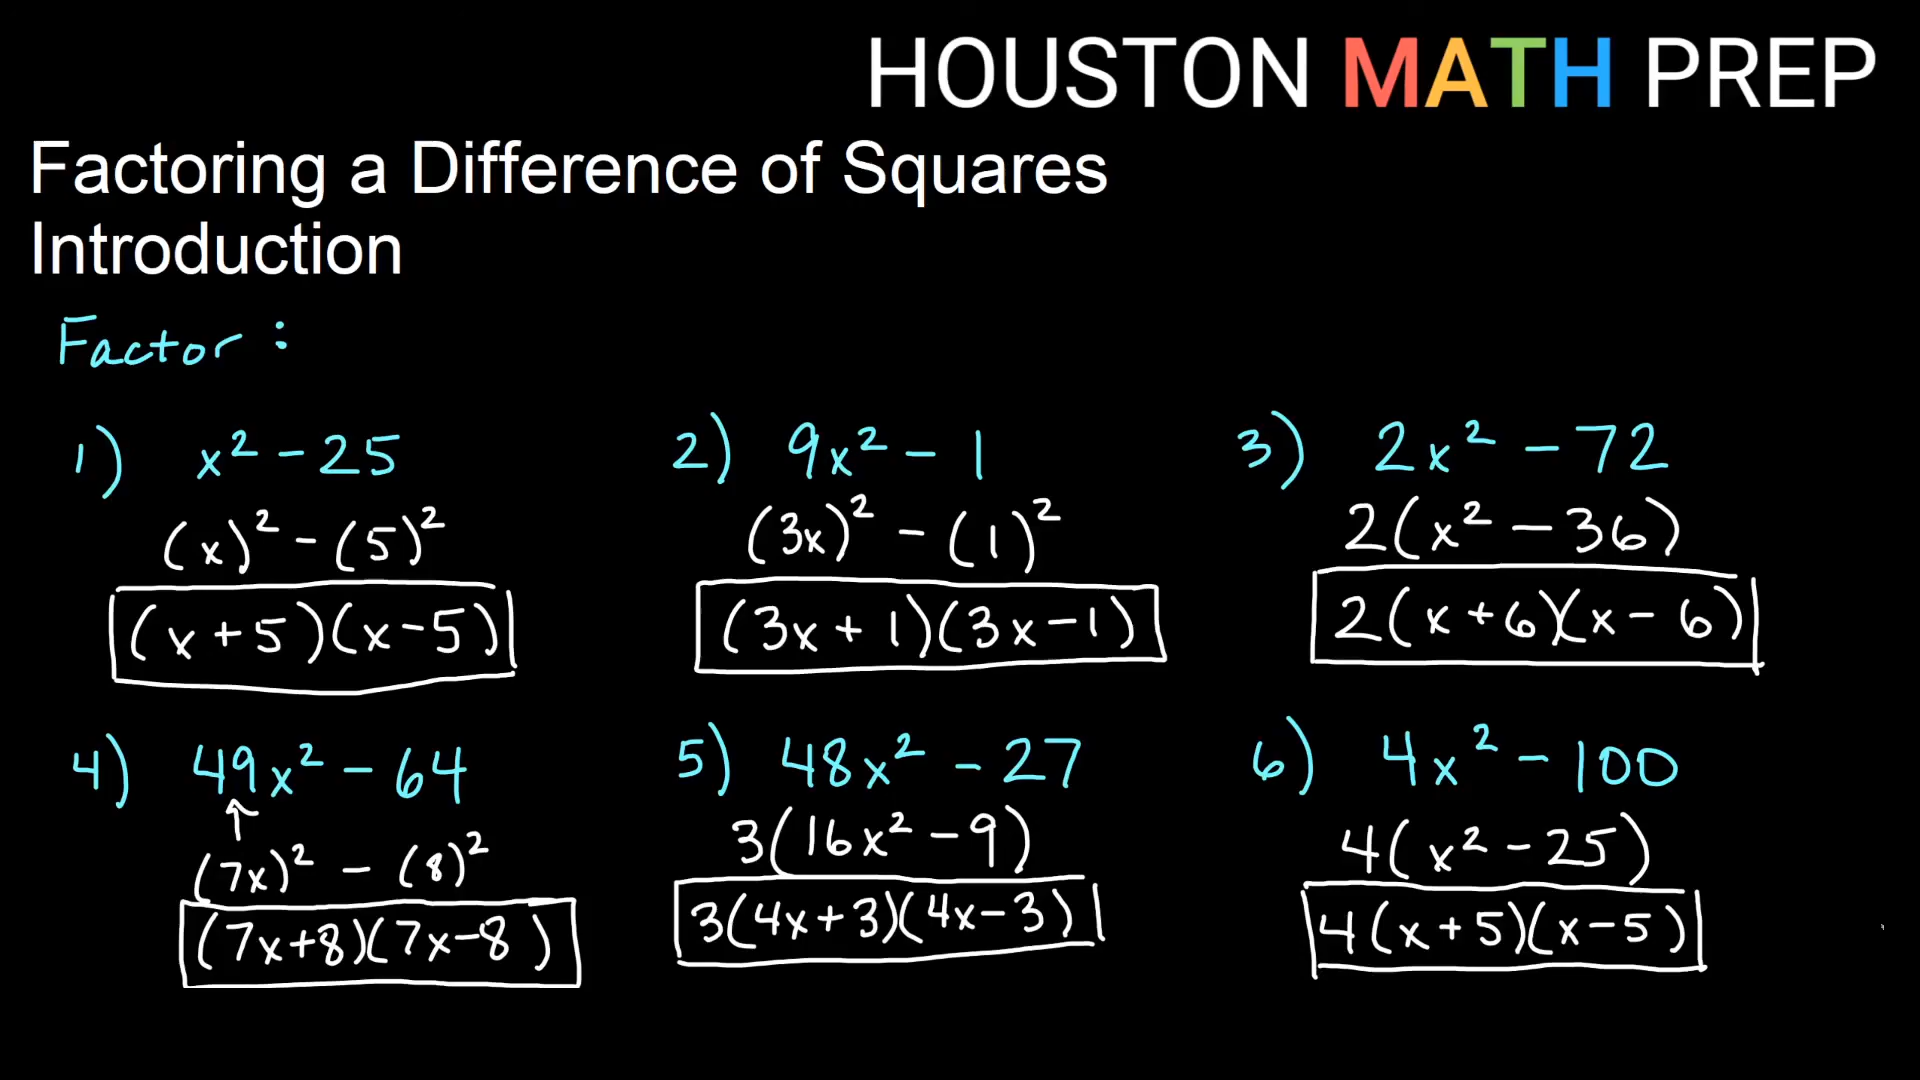 HOUSTON MATH PREP
Factoring a Difference of Squares
Introduction
Factor:
1) x² - 25
(x)² - (5)²
(x+5)(x-5)
2) 9x² - 1
(3x)² - (1)²
(3x+1)(3x-1)
3) 2x² - 72
2(x² - 36)
2(x+6)(x-6)
4) 49x² - 64
(7x)² - (8)²
(7x+8)(7x-8)
5) 48x² - 27
3(16x² - 9)
3(4x+3)(4x-3)
6) 4x² - 100
4(x² - 25)
4(x+5)(x-5)